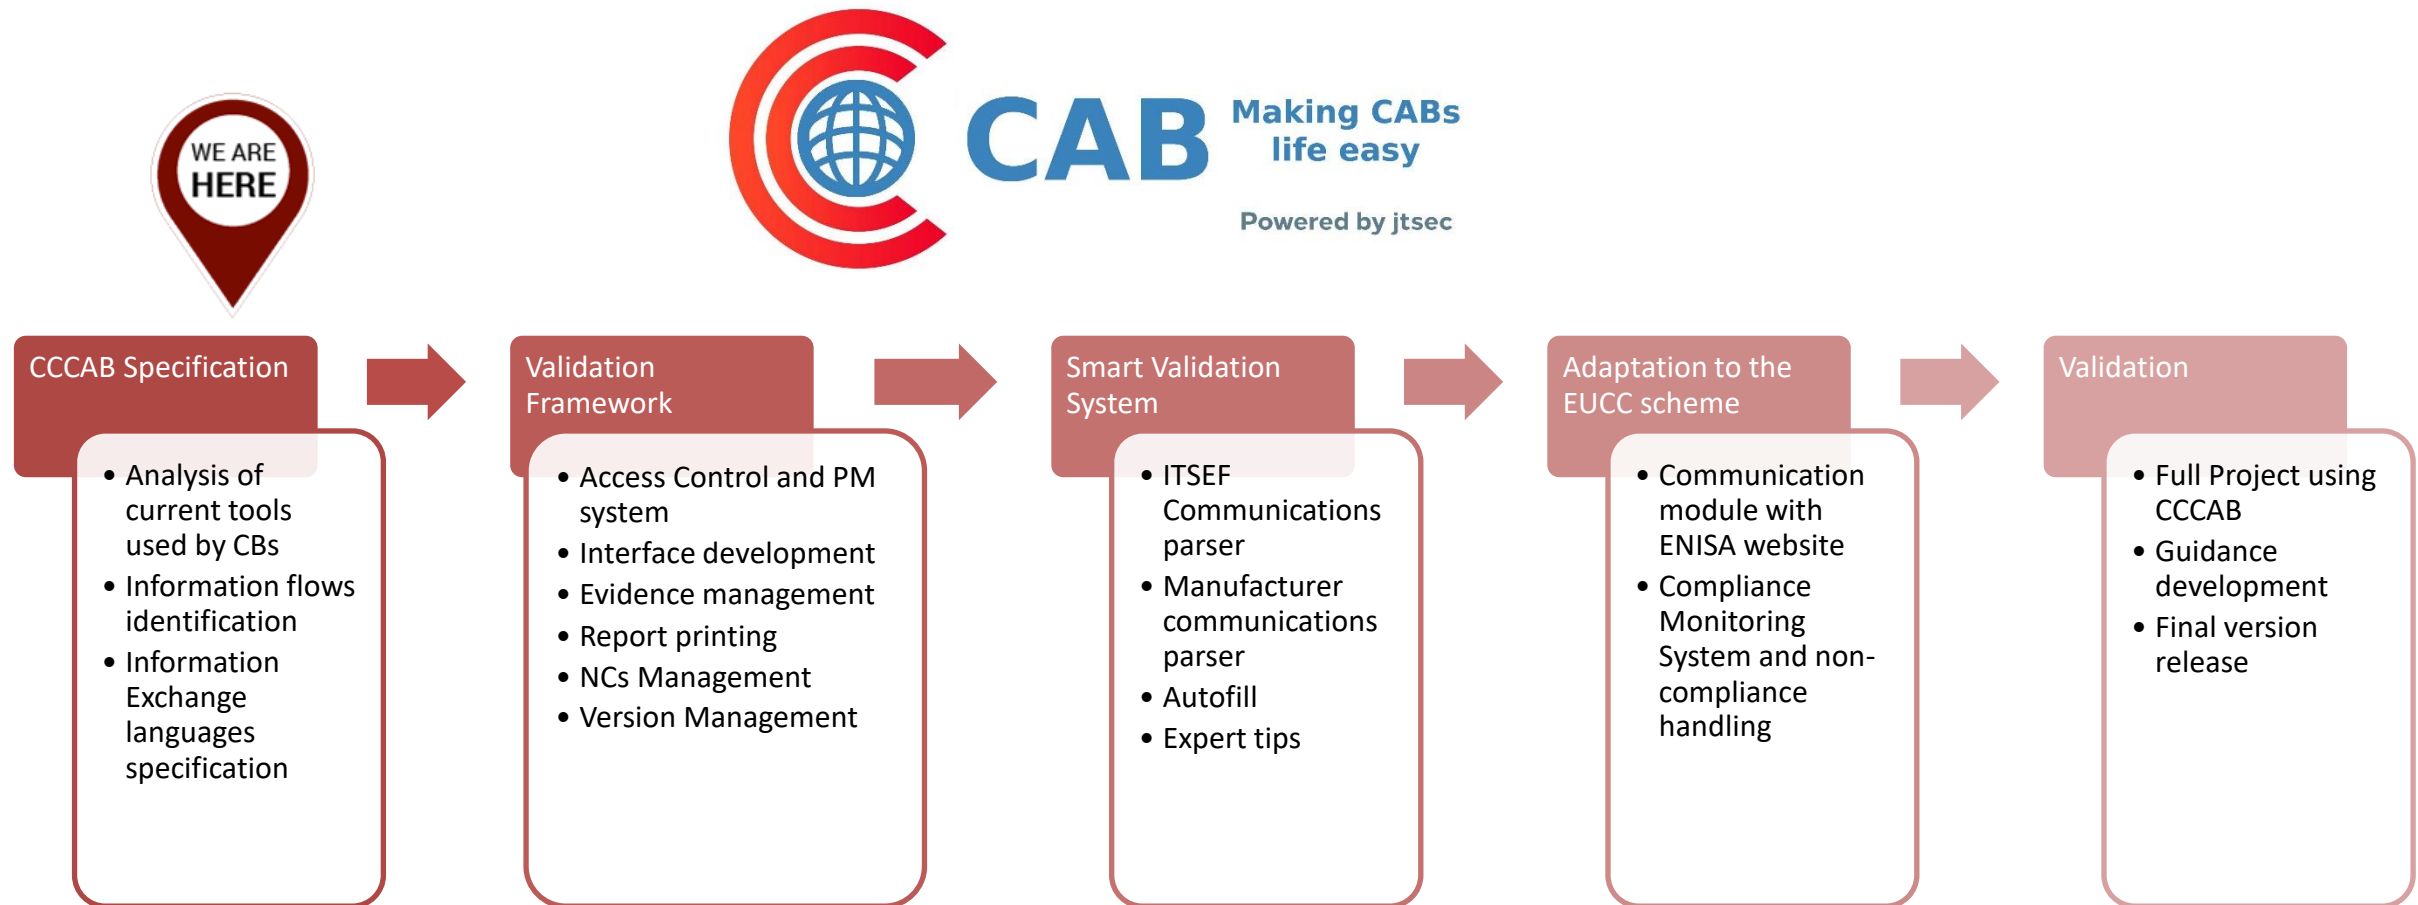 WE ARE
HERE
CAB
Making CABs
life easy
Powered by jtsec
CCCAB Specification
• Analysis of
current tools
used by CBs
• Information flows
identification
• Information
Exchange
languages
specification
Validation
Framework
• Access Control and PM
system
• Interface development
• Evidence management
• Report printing
• NCs Management
• Version Management
Smart Validation
System
• ITSEF
Communications
parser
• Manufacturer
communications
parser
• Autofill
• Expert tips
Adaptation to the
EUCC scheme
• Communication
module with
ENISA website
• Compliance
Monitoring
System and non-
compliance
handling
Validation
• Full Project using
CCCAB
• Guidance
development
• Final version
release